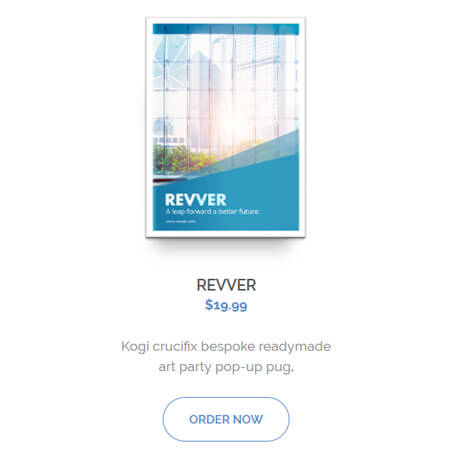 REVVER
A leap forward a better future.
REVVER
$19.99
Kogi crucifix bespoke readymade
art party pop-up pug.
ORDER NOW